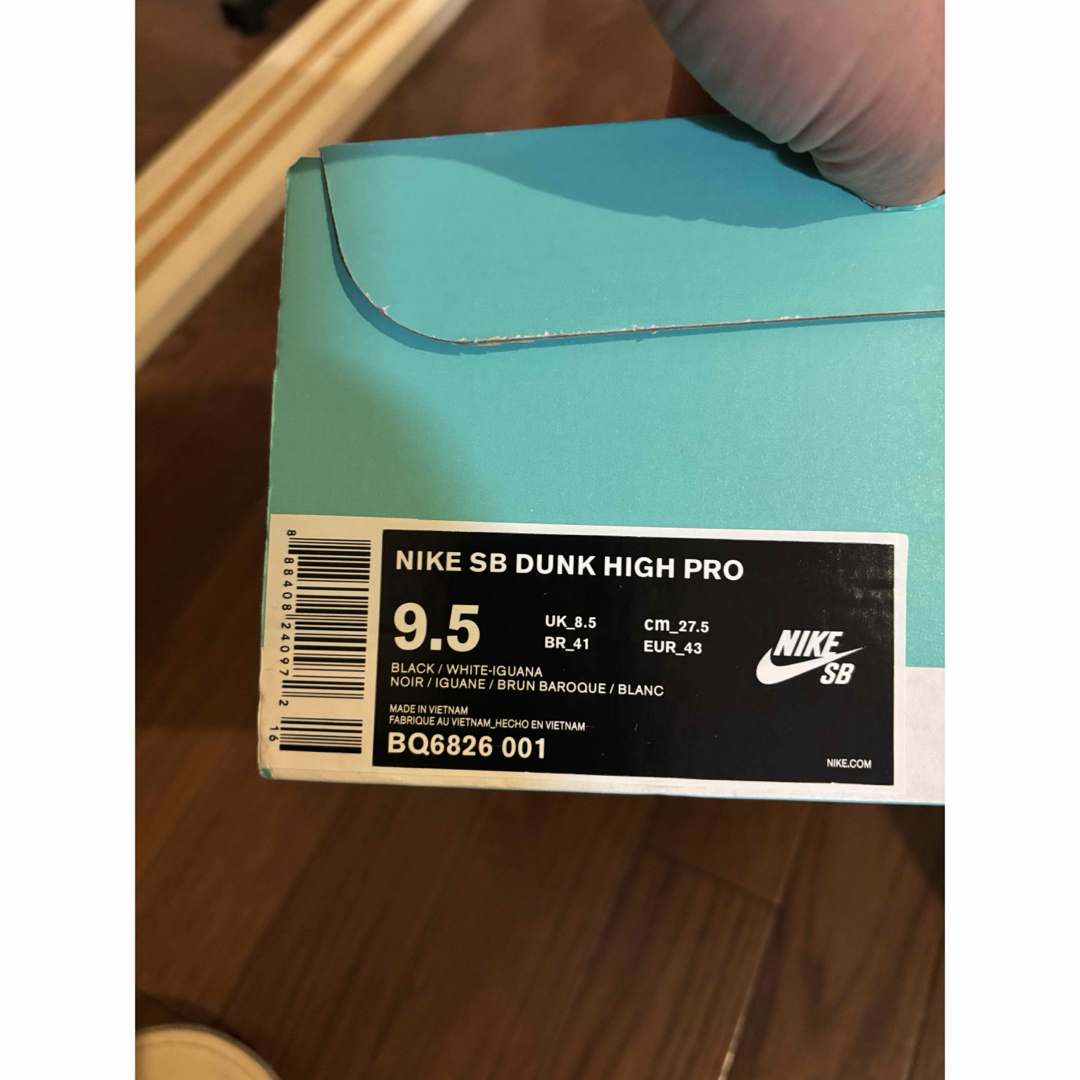 NIKE SB DUNK HIGH PRO
9.5
UK_8.5
cm_27.5
BR_41
EUR_43
BLACK / WHITE-IGUANA
NOIR / IGUANE / BRUN BAROQUE / BLANC
MADE IN VIETNAM
FABRIQUE AU VIETNAM_HECHO EN VIETNAM
BQ6826 001
NIKE
SB
NIKE.COM
8 88408 24097 2 16